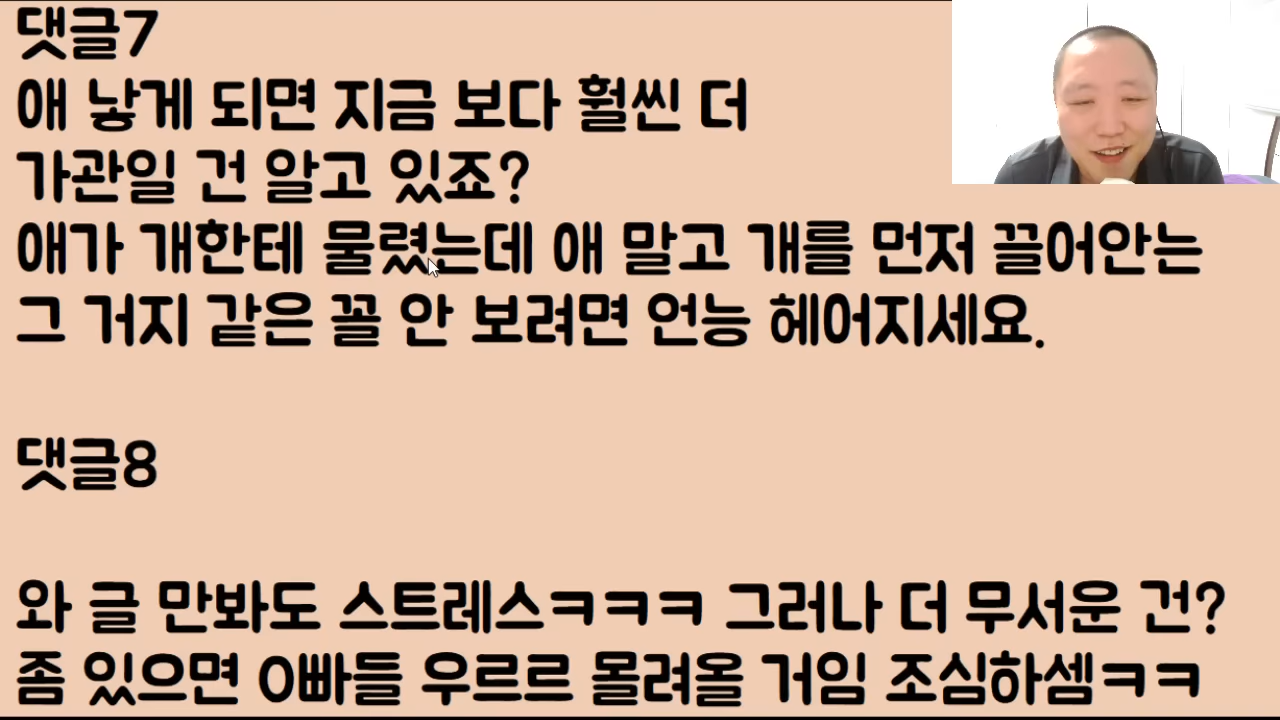 댓글7
애 낳게 되면 지금 보다 훨씬 더
가관일 건 알고 있죠?
애가 개한테 물렸는데 애 말고 개를 먼저 끌어안는
그 거지 같은 꼴 안 보려면 언능 헤어지세요.
댓글8
와 글 만봐도 스트레스ㅋㅋㅋ 그러나 더 무서운 건?
좀 있으면 0빠들 우르르 몰려올 거임 조심하셈ㅋㅋ